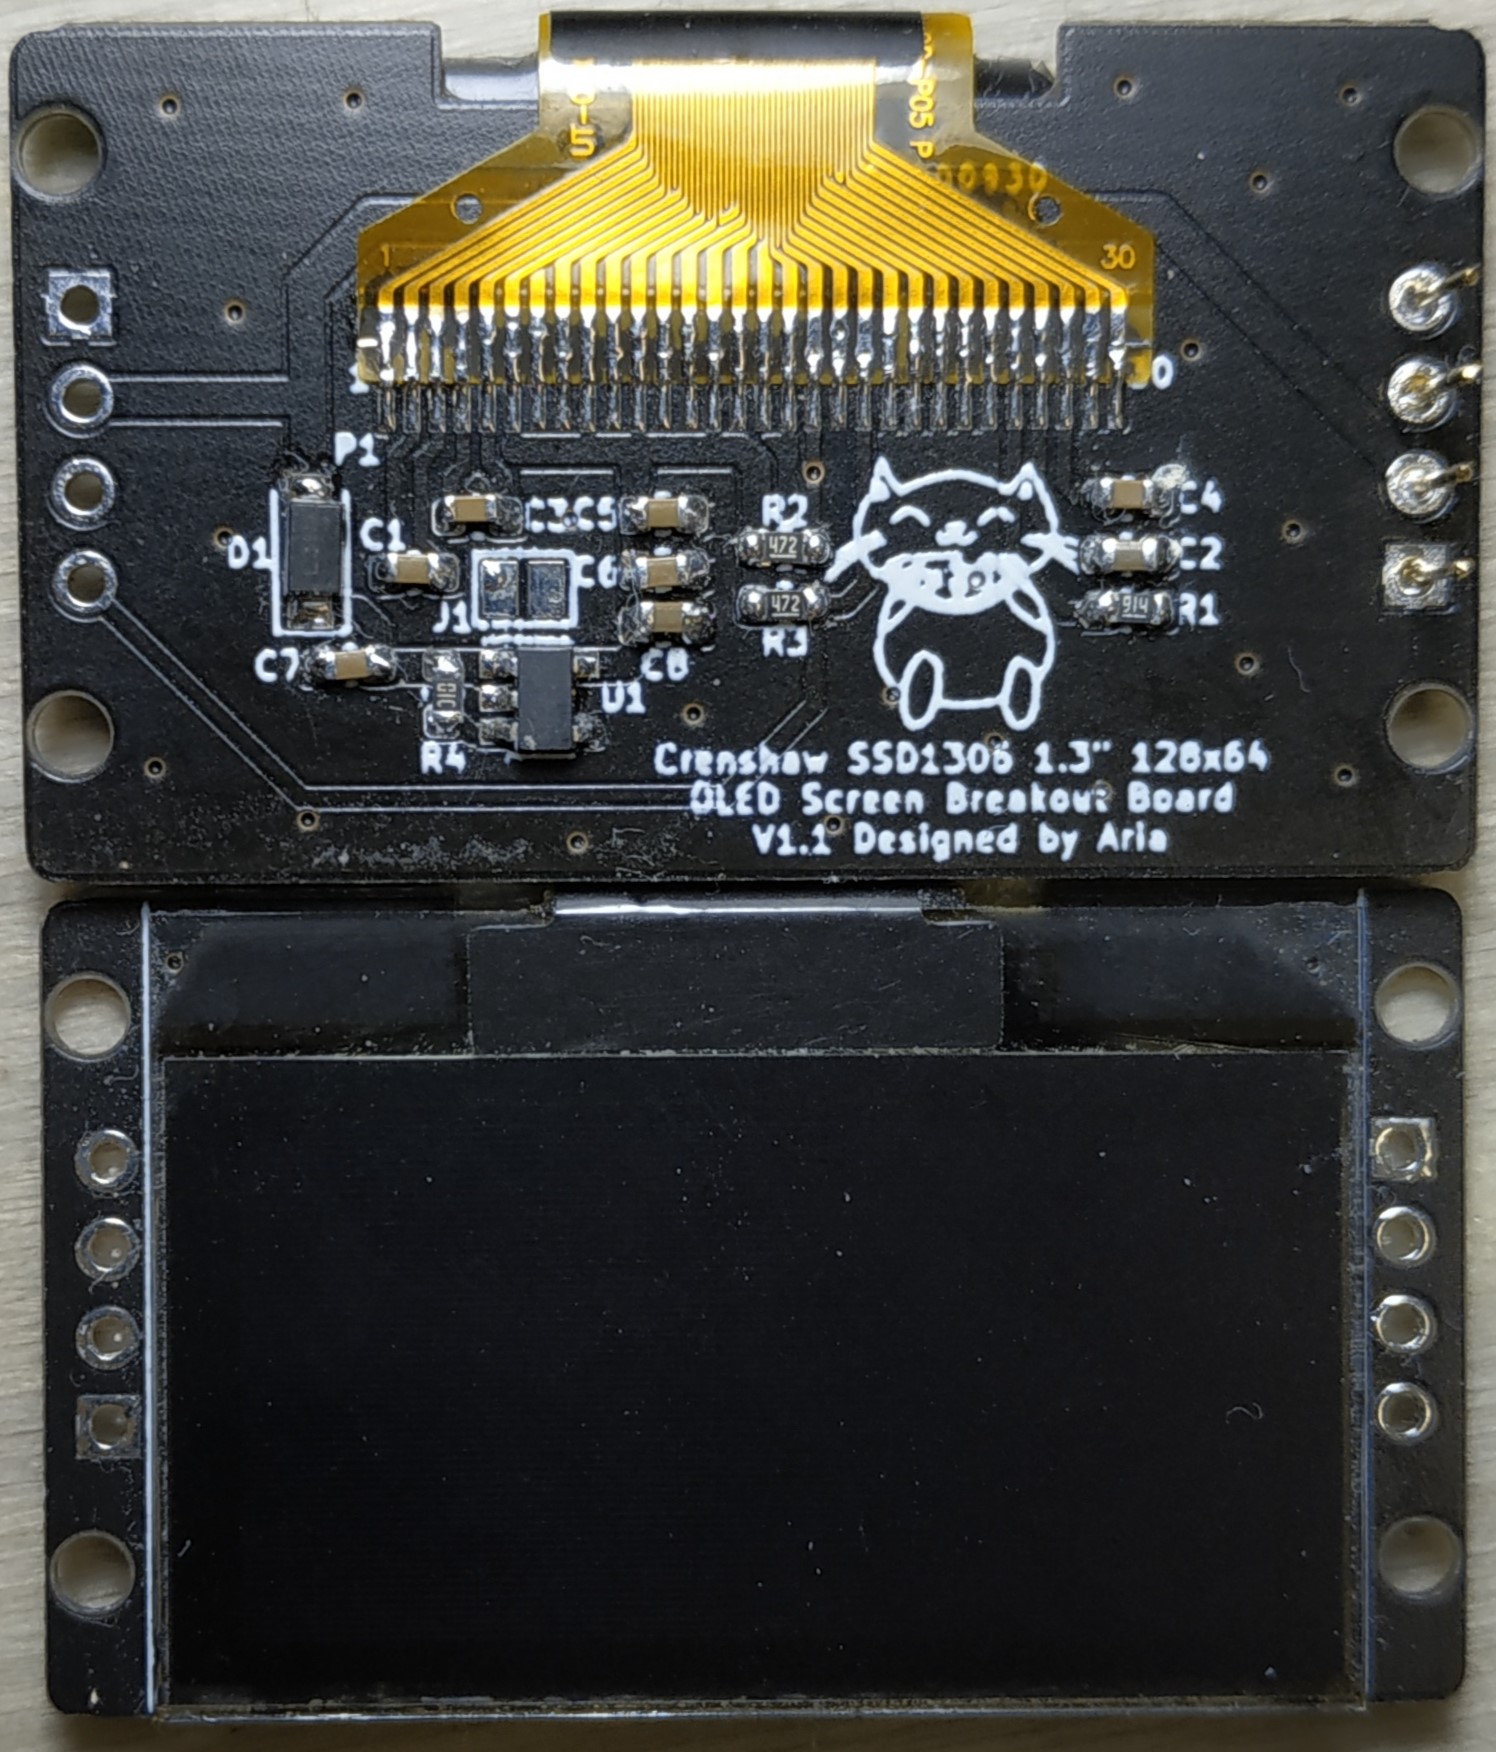 00930
1
30
P1
D1
C1
C3
C5
R2
472
C4
C6
C2
J1
472
R3
914
R1
C7
C8
U1
R4
Crenshaw SSD1306 1.3" 128x64
OLED Screen Breakout Board
V1.1 Designed by Aria